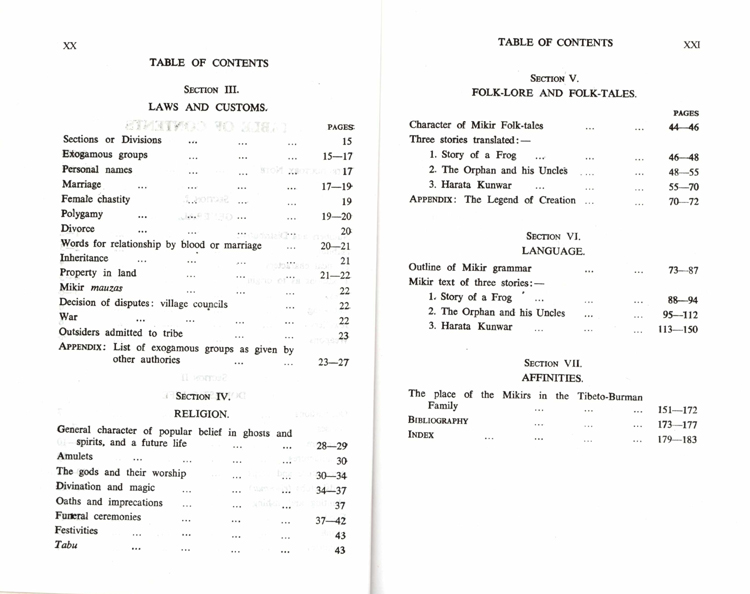 XX
TABLE OF CONTENTS
SECTION III.
LAWS AND CUSTOMS.
PAGES
Sections or Divisions ... ... ... 15
Exogamous groups ... ... ... 15—17
Personal names ... ... ... 17
Marriage ... ... ... ... 17—19
Female chastity ... ... ... 19
Polygamy ... ... ... ... 19—20
Divorce ... ... ... ... 20
Words for relationship by blood or marriage ... 20—21
Inheritance ... ... ... ... 21
Property in land ... ... ... 21—22
Mikir mauzas ... ... ... 22
Decision of disputes: village councils ... 22
War ... ... ... ... 22
Outsiders admitted to tribe ... ... 23
APPENDIX: List of exogamous groups as given by
other authories ... ... 23—27
SECTION IV.
RELIGION.
General character of popular belief in ghosts and
spirits, and a future life ... ... 28—29
Amulets ... ... ... ... 30
The gods and their worship ... ... 30—34
Divination and magic ... ... ... 34—37
Oaths and imprecations ... ... ... 37
Funeral ceremonies ... ... ... 37—42
Festivities ... ... ... ... 43
Tabu ... ... ... ... 43
TABLE OF CONTENTS
XXI
SECTION V.
FOLK-LORE AND FOLK-TALES.
PAGES
Character of Mikir Folk-tales ... ... 44—46
Three stories translated:—
1. Story of a Frog ... ... ... 46—48
2. The Orphan and his Uncles ... ... 48—55
3. Harata Kunwar ... ... ... 55—70
APPENDIX: The Legend of Creation ... ... 70—72
SECTION VI.
LANGUAGE.
Outline of Mikir grammar ... ... 73—87
Mikir text of three stories:—
1. Story of a Frog ... ... ... 88—94
2. The Orphan and his Uncles ... ... 95—112
3. Harata Kunwar ... ... ... 113—150
SECTION VII.
AFFINITIES.
The place of the Mikirs in the Tibeto-Burman
Family ... ... ... 151—172
BIBLIOGRAPHY ... ... ... 173—177
INDEX ... ... ... ... 179—183